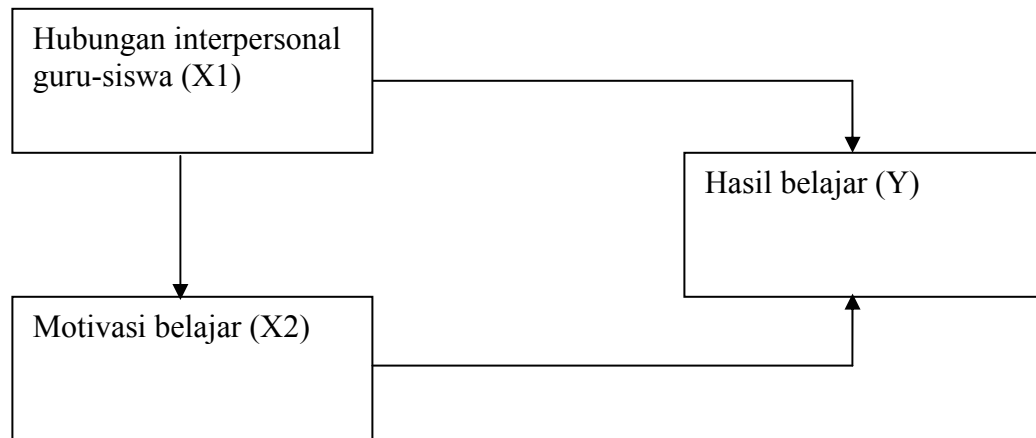 Hubungan interpersonal
guru-siswa (X1)
Hasil belajar (Y)
Motivasi belajar (X2)